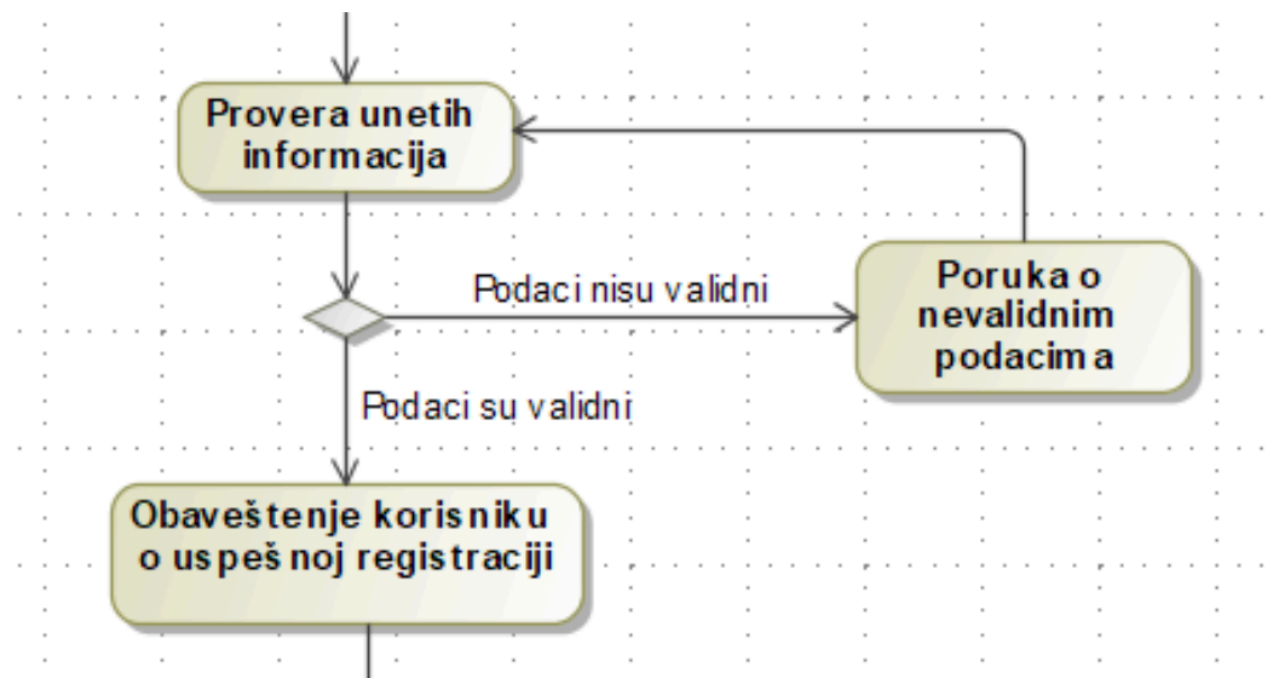 Provera unetih
informacija
Podaci nisu validni
Poruka o
nevalidnim
podacima
Podaci su validni
Obaveštenje korisniku
o uspešnoj registraciji